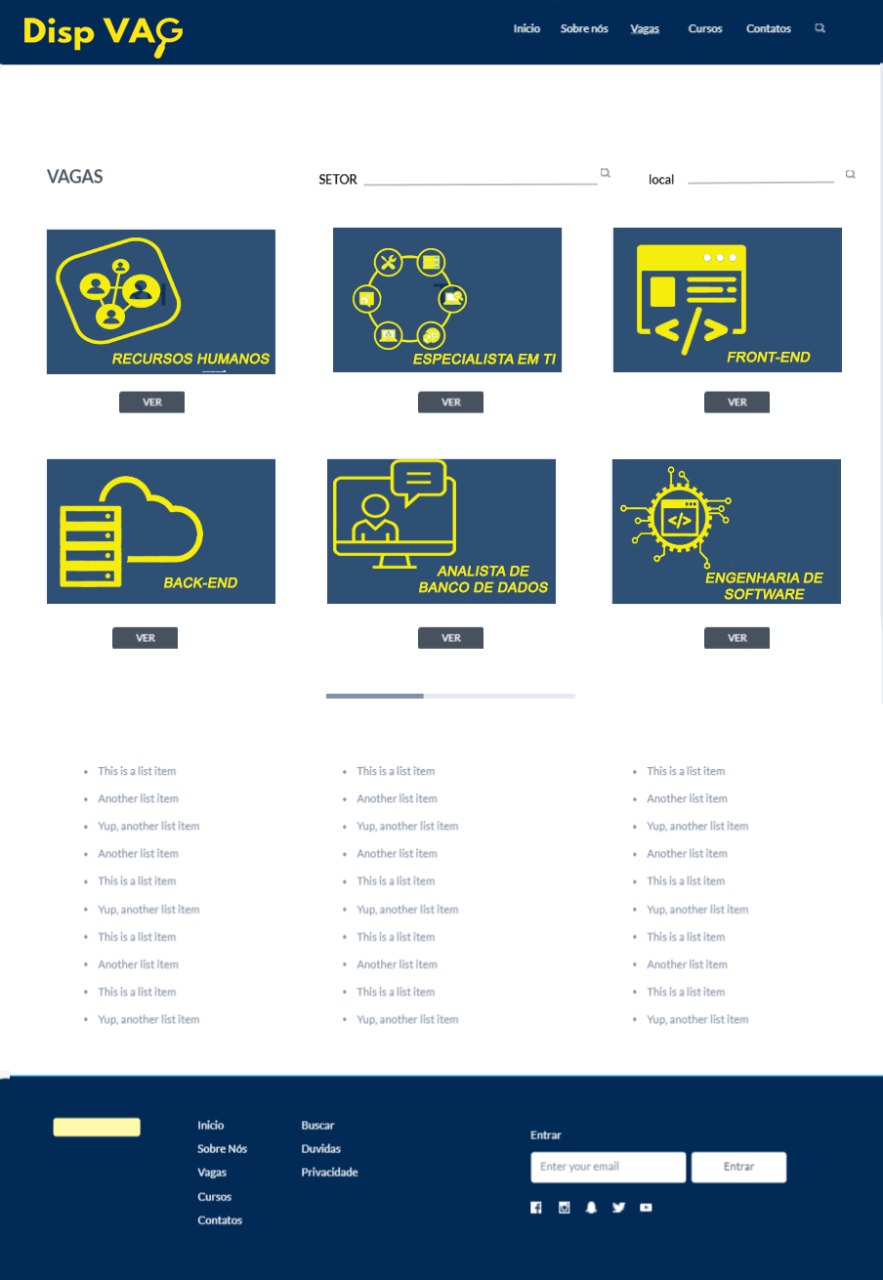 Disp VAG
Inicio Sobre nós Vagas Cursos Contatos
VAGAS SETOR local
RECURSOS HUMANOS ESPECIALISTA EM TI FRONT-END
VER VER VER
BACK-END ANALISTA DE BANCO DE DADOS ENGENHARIA DE SOFTWARE
VER VER VER
This is a list item This is a list item This is a list item
Another list item Another list item Another list item
Yup, another list item Yup, another list item Yup, another list item
Another list item Another list item Another list item
This is a list item This is a list item This is a list item
Yup, another list item Yup, another list item Yup, another list item
This is a list item This is a list item This is a list item
Another list item Another list item Another list item
This is a list item This is a list item This is a list item
Yup, another list item Yup, another list item Yup, another list item
Inicio Buscar
Sobre Nós Duvidas
Vagas Privacidade
Cursos
Contatos
Entrar
Enter your email Entrar